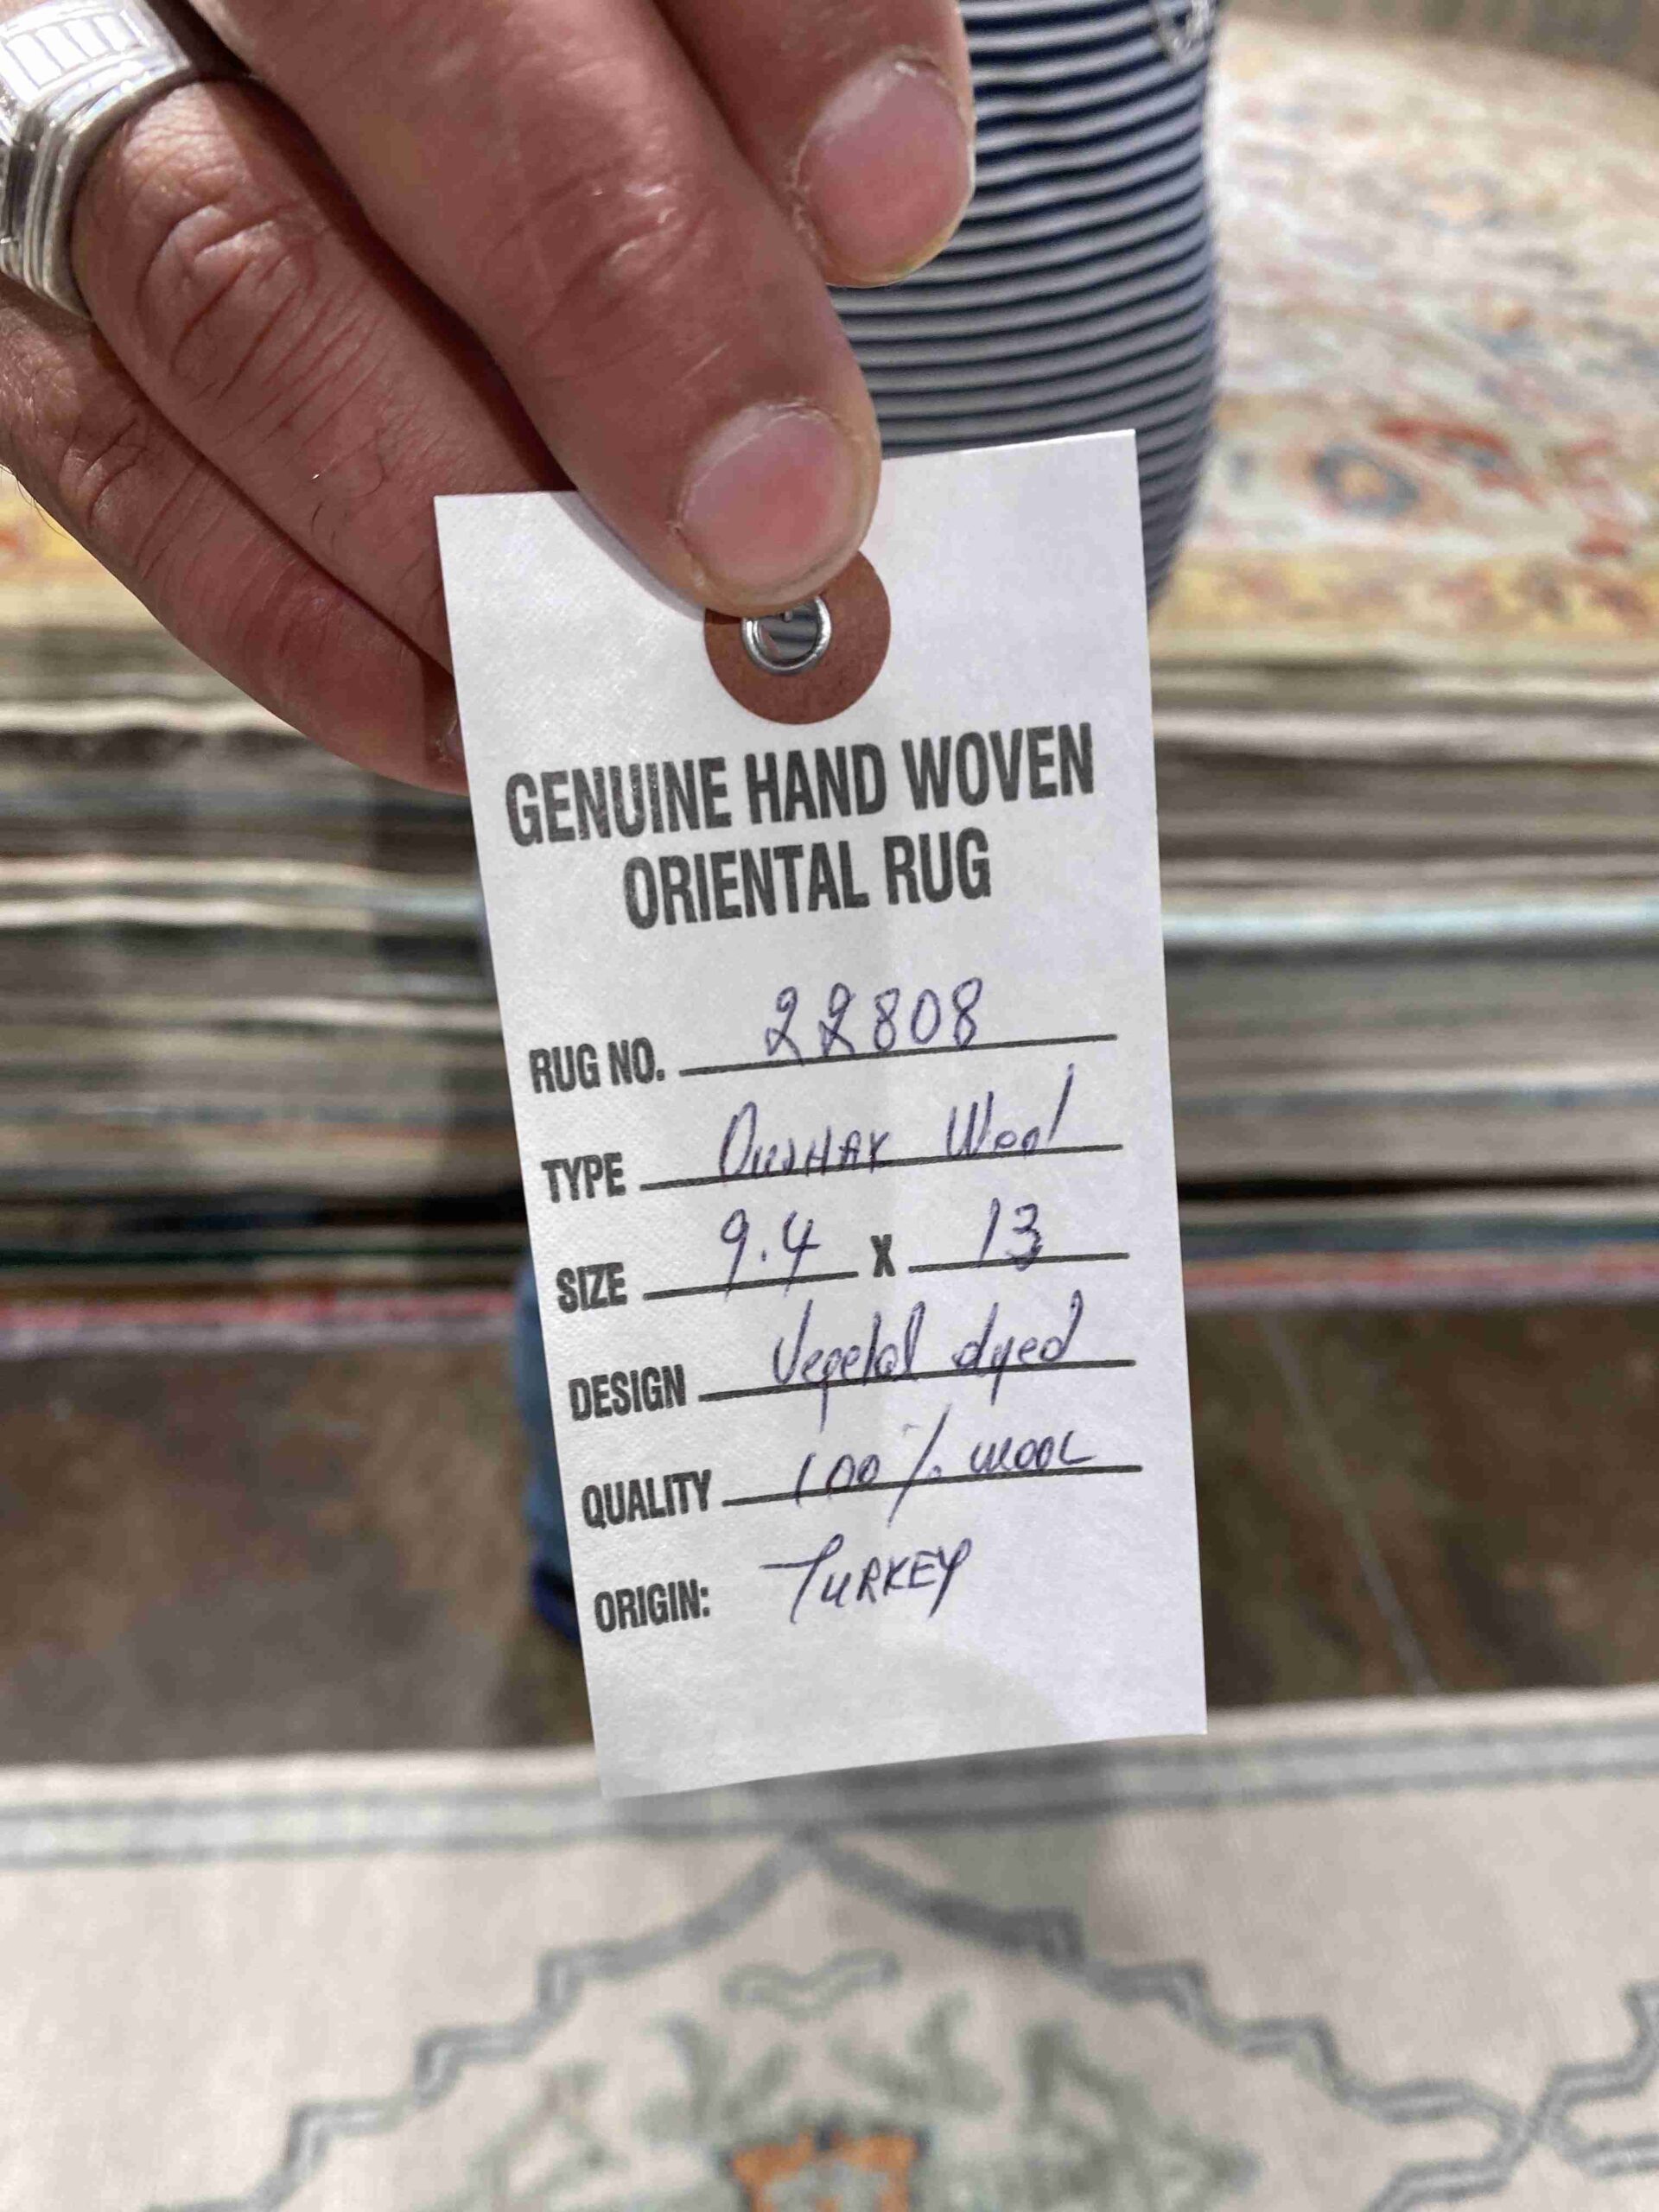 GENUINE HAND WOVEN
ORIENTAL RUG
RUG NO. 22808
TYPE OUSHAK Wool
SIZE 9.4 X 13
DESIGN Vegetal dyed
QUALITY 100% WOOL
ORIGIN: TURKEY